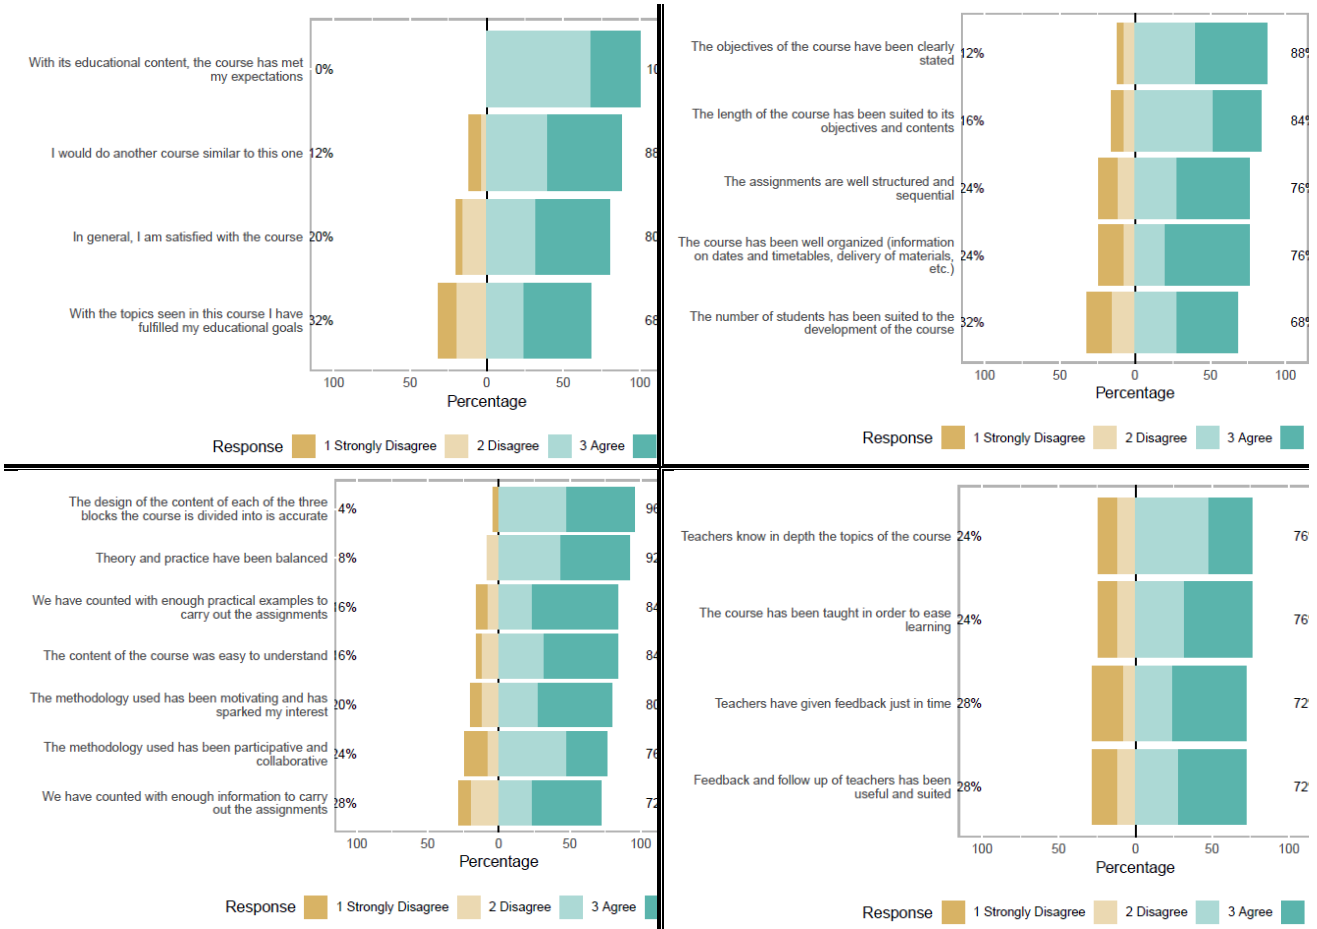 With its educational content, the course has met
my expectations
0%
10
I would do another course similar to this one
12%
88
In general, I am satisfied with the course
20%
80
With the topics seen in this course I have
fulfilled my educational goals
32%
68
100 50 0 50 100
Percentage
Response 1 Strongly Disagree 2 Disagree 3 Agree
The objectives of the course have been clearly
stated
12%
88%
The length of the course has been suited to its
objectives and contents
16%
84%
The assignments are well structured and
sequential
24%
76%
The course has been well organized (information
on dates and timetables, delivery of materials,
etc.)
24%
76%
The number of students has been suited to the
development of the course
32%
68%
100 50 0 50 100
Percentage
Response 1 Strongly Disagree 2 Disagree 3 Agree
The design of the content of each of the three
blocks the course is divided into is accurate
4%
96
Theory and practice have been balanced
8%
92
We have counted with enough practical examples to
carry out the assignments
16%
84
The content of the course was easy to understand
16%
84
The methodology used has been motivating and has
sparked my interest
20%
80
The methodology used has been participative and
collaborative
24%
76
We have counted with enough information to carry
out the assignments
28%
72
100 50 0 50 100
Percentage
Response 1 Strongly Disagree 2 Disagree 3 Agree
Teachers know in depth the topics of the course
24%
76
The course has been taught in order to ease
learning
24%
76
Teachers have given feedback just in time
28%
72
Feedback and follow up of teachers has been
useful and suited
28%
72
100 50 0 50 100
Percentage
Response 1 Strongly Disagree 2 Disagree 3 Agree